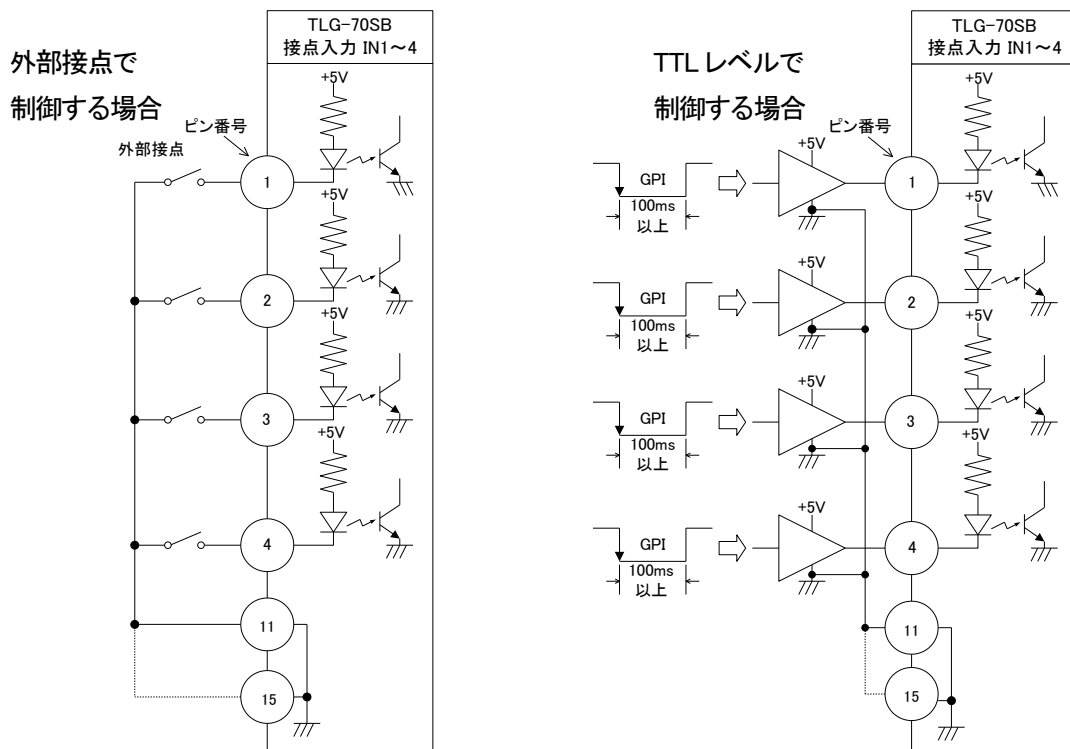 外部接点で
制御する場合
TLG-70SB
接点入力 IN1～4
ピン番号
外部接点
+5V
1
+5V
2
+5V
3
+5V
4
11
15
TTLレベルで
制御する場合
TLG-70SB
接点入力 IN1～4
ピン番号
+5V
GPI
100ms
以上
+5V
1
+5V
GPI
100ms
以上
+5V
2
+5V
GPI
100ms
以上
+5V
3
+5V
GPI
100ms
以上
+5V
4
11
15